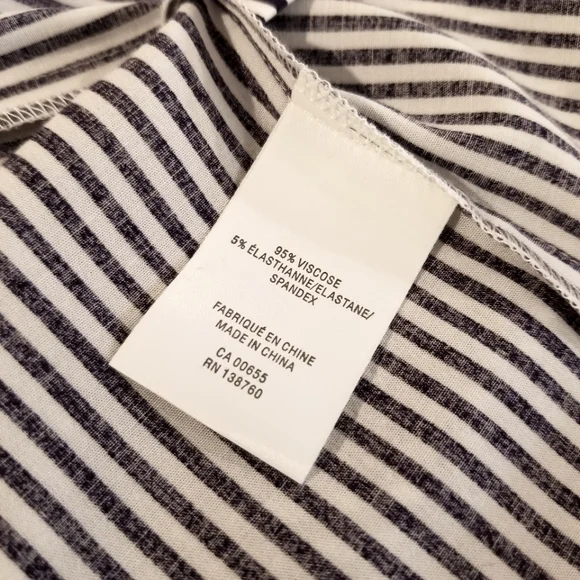 95% VISCOSE
5% ÉLASTHANNE/ELASTANE/
SPANDEX
FABRIQUÉ EN CHINE
MADE IN CHINA
CA 00655
RN 138760